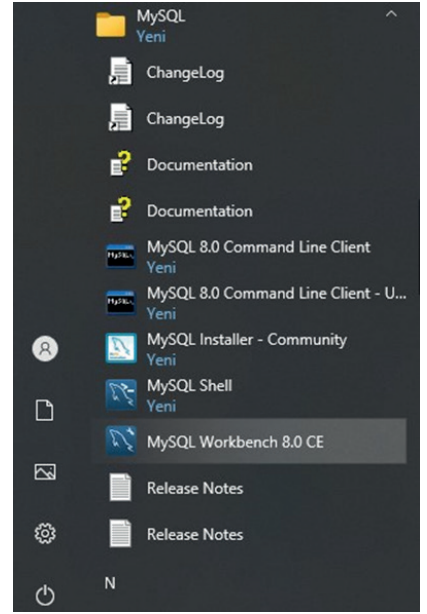 MySQL
Yeni
ChangeLog
ChangeLog
Documentation
Documentation
MySQL 8.0 Command Line Client
Yeni
MySQL 8.0 Command Line Client - U...
Yeni
MySQL Installer - Community
Yeni
MySQL Shell
Yeni
MySQL Workbench 8.0 CE
Release Notes
Release Notes
N